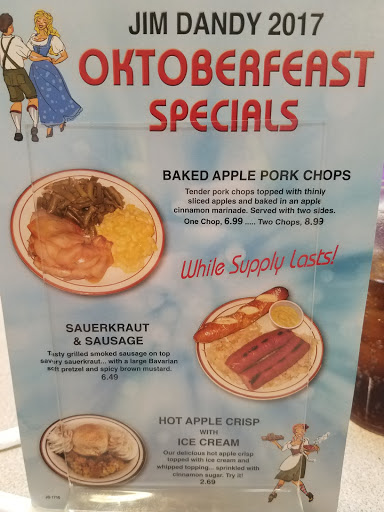 JIM DANDY 2017
OKTOBERFEAST
SPECIALS
BAKED APPLE PORK CHOPS
Tender pork chops topped with thinly
sliced apples and baked in an apple
cinnamon marinade. Served with two sides.
One Chop, 6.99 ..... Two Chops, 8.99
While Supply Lasts!
SAUERKRAUT
& SAUSAGE
Tasty grilled smoked sausage on top
savory sauerkraut... with a large Bavarian
soft pretzel and spicy brown mustard.
6.49
HOT APPLE CRISP
WITH
ICE CREAM
Our delicious hot apple crisp
topped with ice cream and
whipped topping... sprinkled with
cinnamon sugar. Try it!
2.69